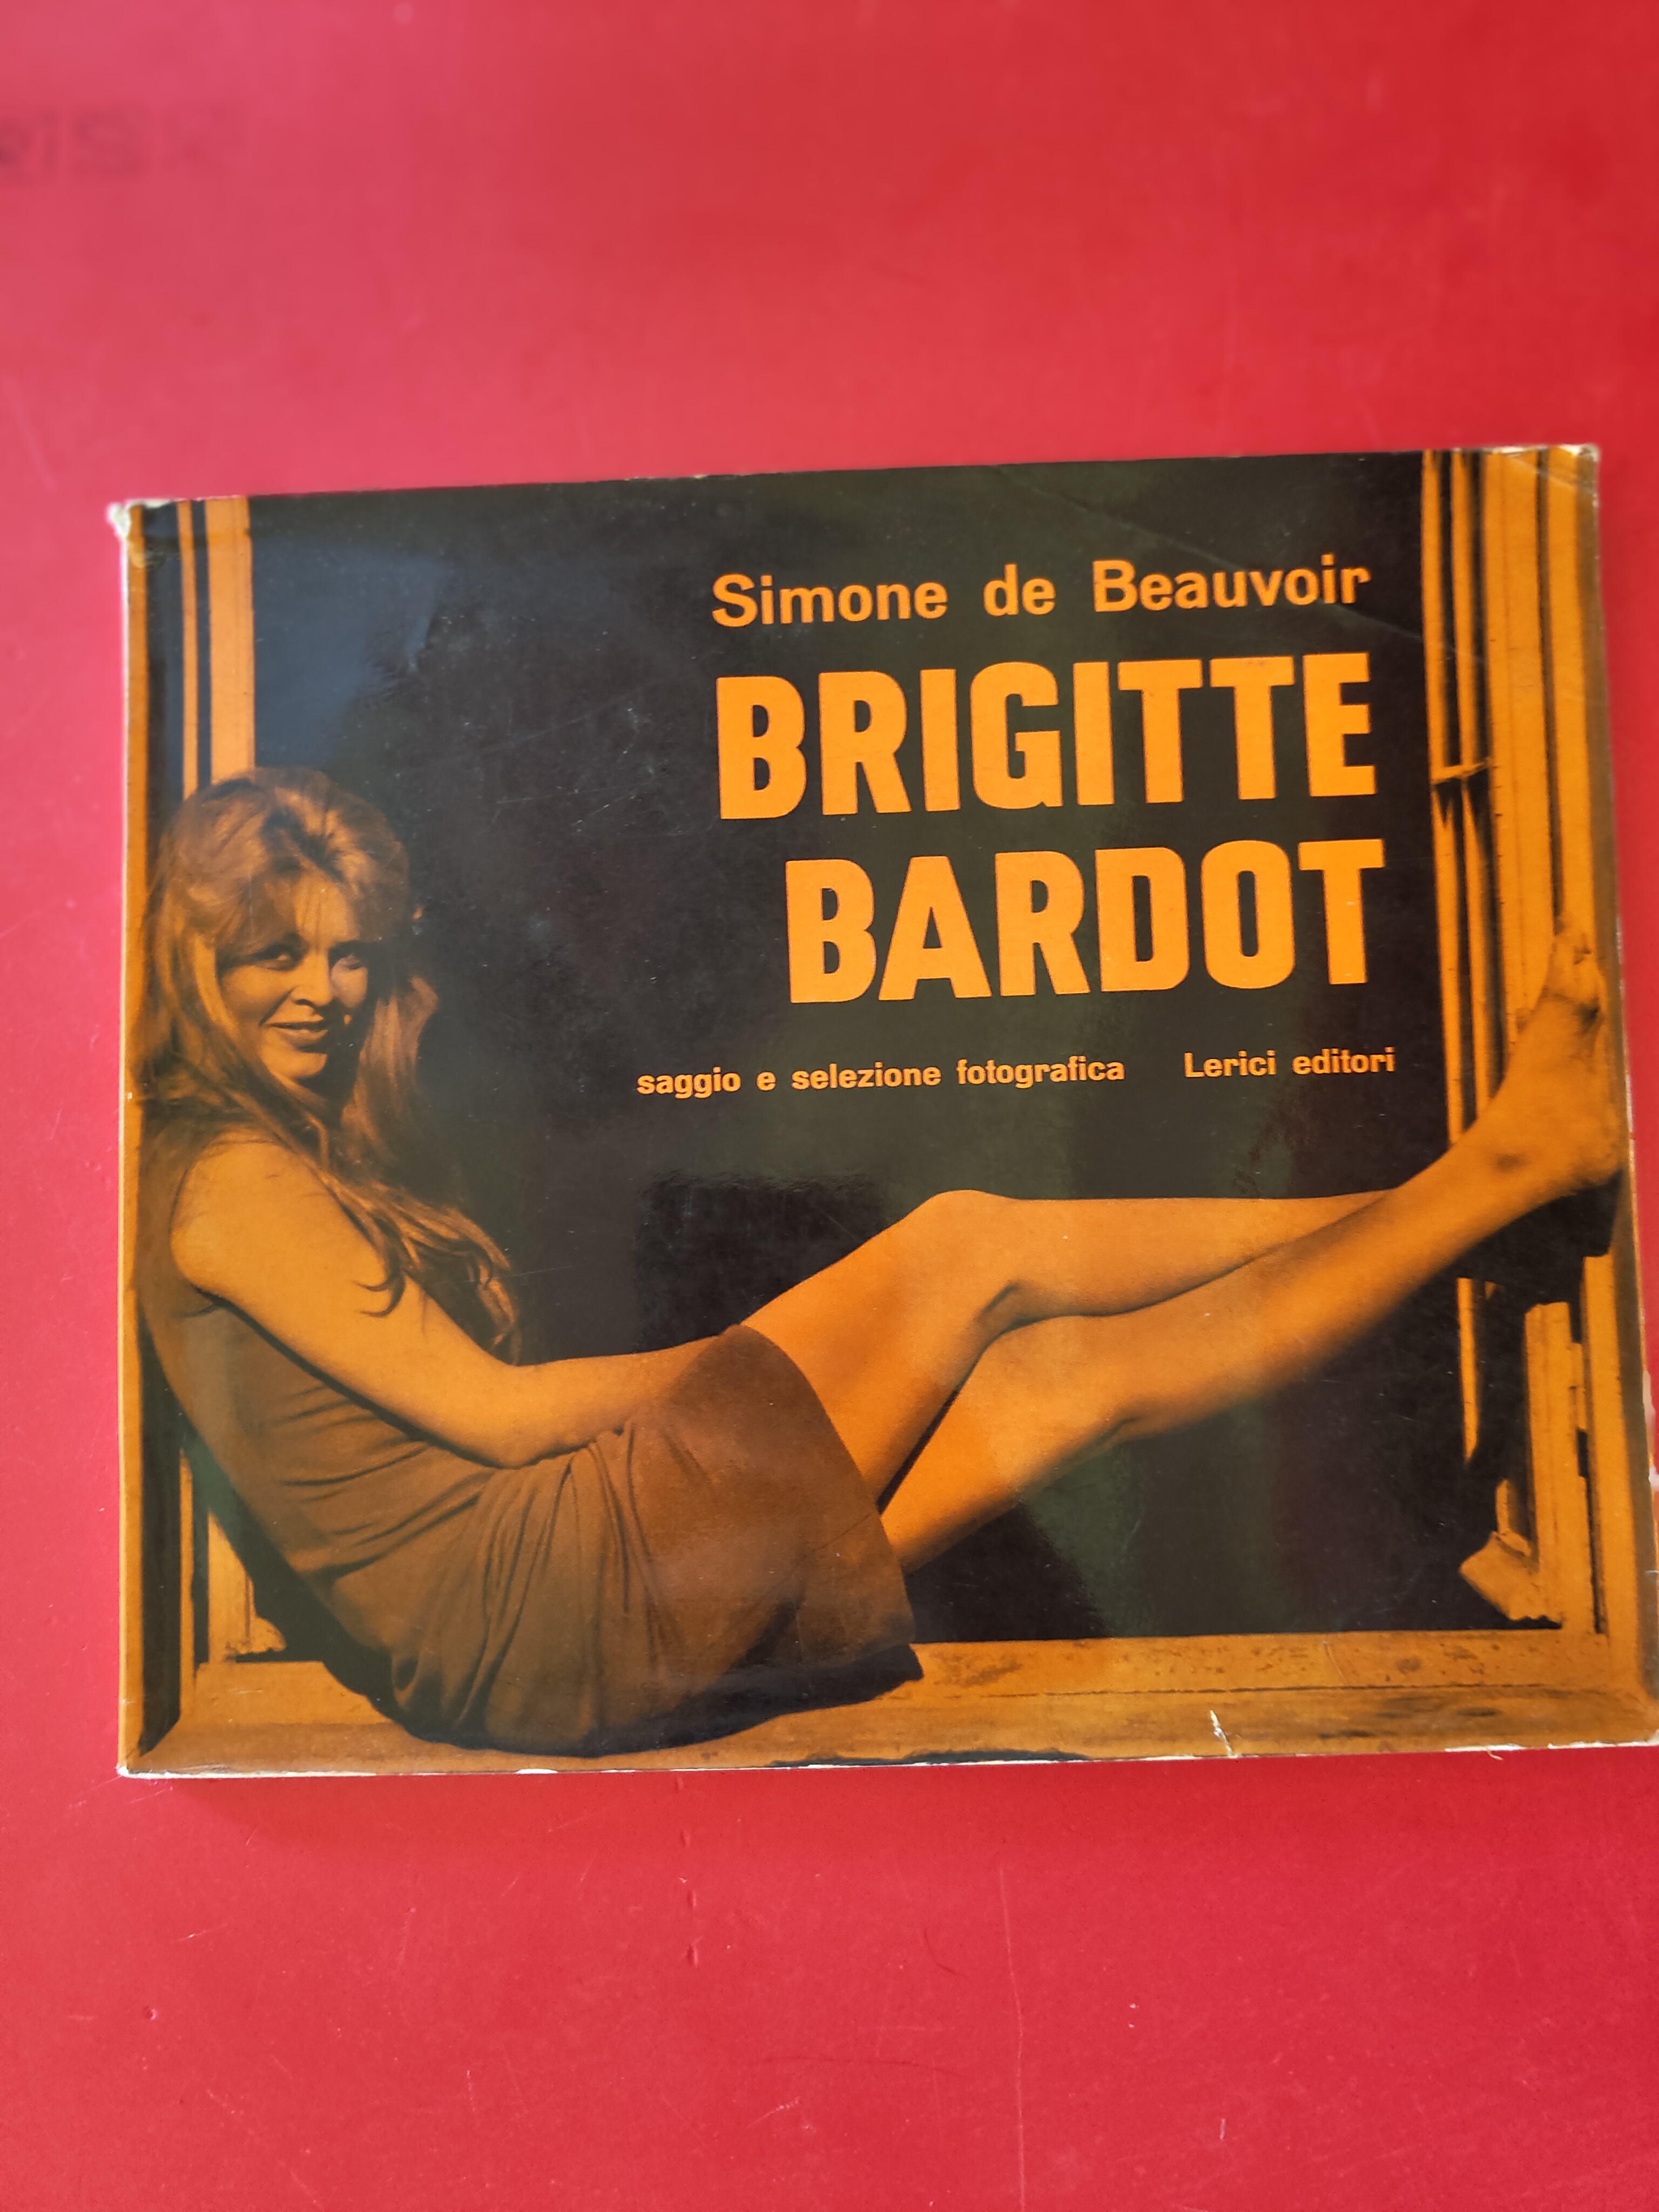 Simone de Beauvoir
BRIGITTE
BARDOT
saggio e selezione fotografica Lerici editori